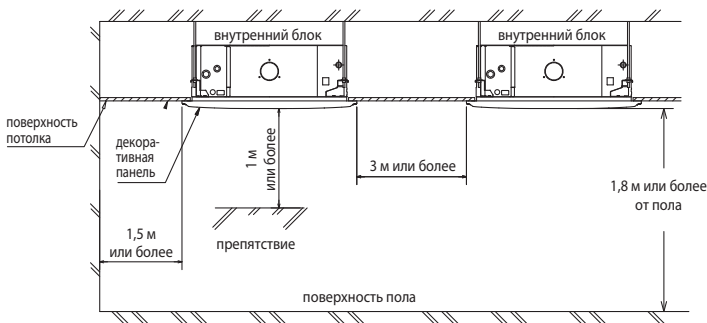 внутренний блок
внутренний блок
поверхность
потолка
декора-
тивная
панель
1 м
или более
3 м или более
1,8 м или более
от пола
1,5 м
или более
препятствие
поверхность пола